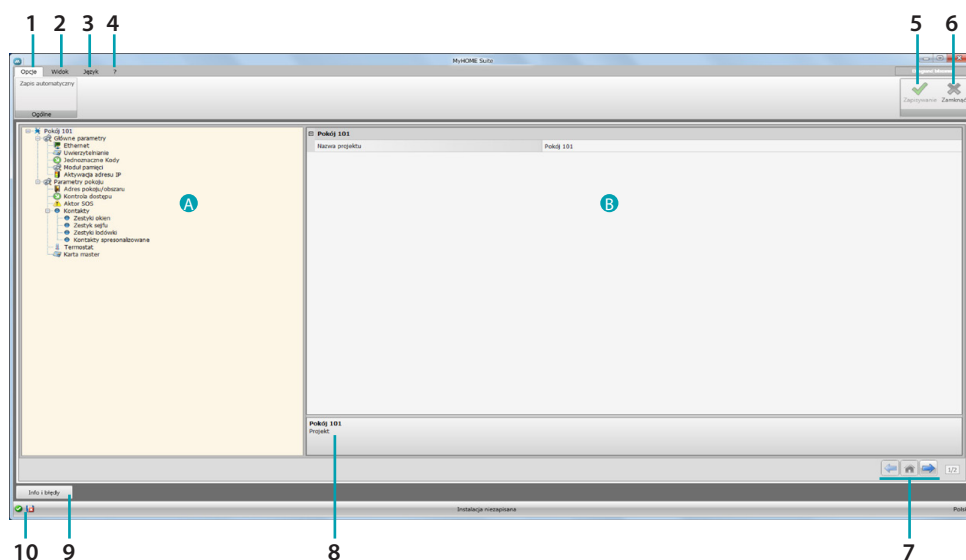 1 2 3 4 5 6
MyHOME Suite
Opcje Widok Język ?
Zapis automatyczny
Zapisywanie Zamknąć
Ogólne
Pokój 101
Główne parametry
Ethernet
Uwierzytelnianie
Jednoznaczne Kody
Moduł pamięci
Aktywacja adresu IP
Parametry pokoju
Adres pokoju/obszaru
Kontrola dostępu
Aktor SOS
Kontakty
Zestyki okien
Zestyk sejfu
Zestyki lodówki
Kontakty spresonalizowane
Termostat
Karta master
A
Pokój 101
Nazwa projektu Pokój 101
B
Pokój 101
Projekt
1/2
Info i błędy
Instalacja niezapisana
10 9 8 7